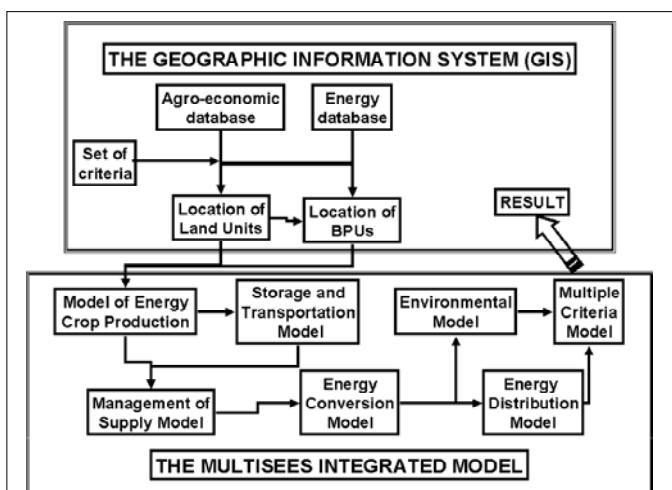 THE GEOGRAPHIC INFORMATION SYSTEM (GIS)
Agro-economic
database
Energy
database
Set of
criteria
Location of
Land Units
Location of
BPUs
RESULT
Model of Energy
Crop Production
Storage and
Transportation
Model
Environmental
Model
Multiple
Criteria
Model
Management of
Supply Model
Energy
Conversion
Model
Energy
Distribution
Model
THE MULTISEES INTEGRATED MODEL